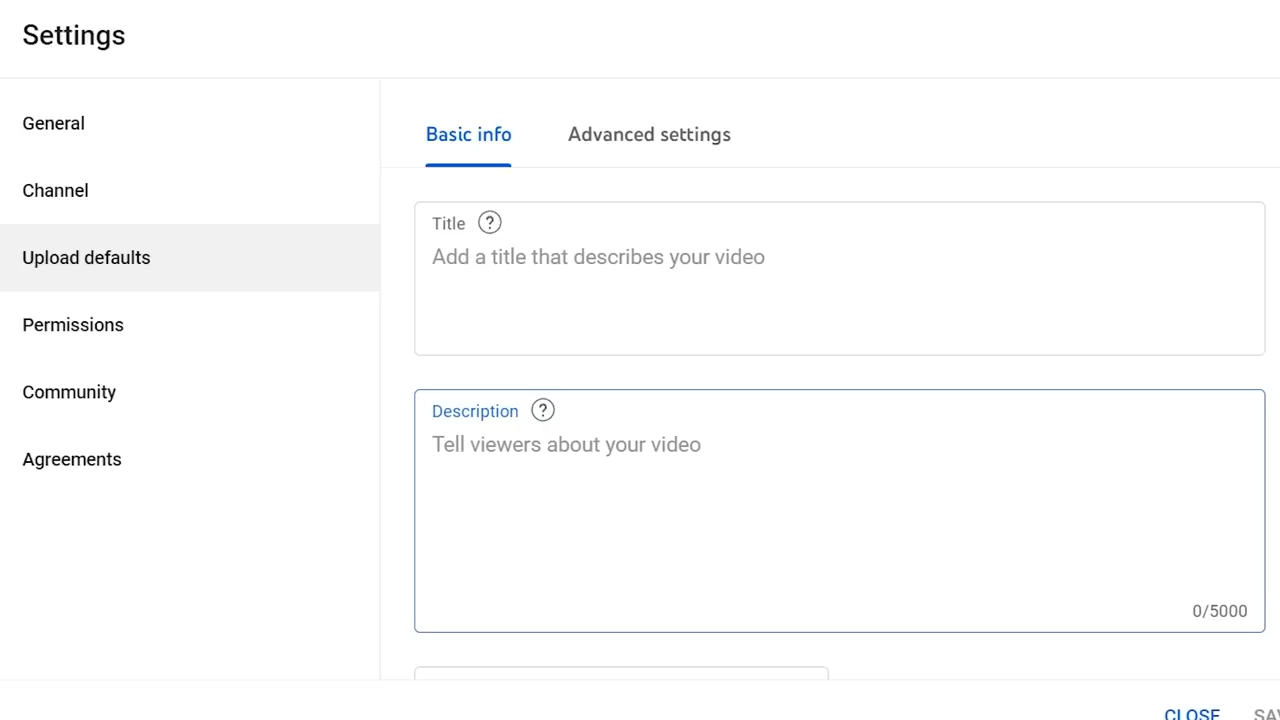 Settings
General
Channel
Upload defaults
Permissions
Community
Agreements
Basic info
Advanced settings
Title ?
Add a title that describes your video
Description ?
Tell viewers about your video
0/5000
CLOSE